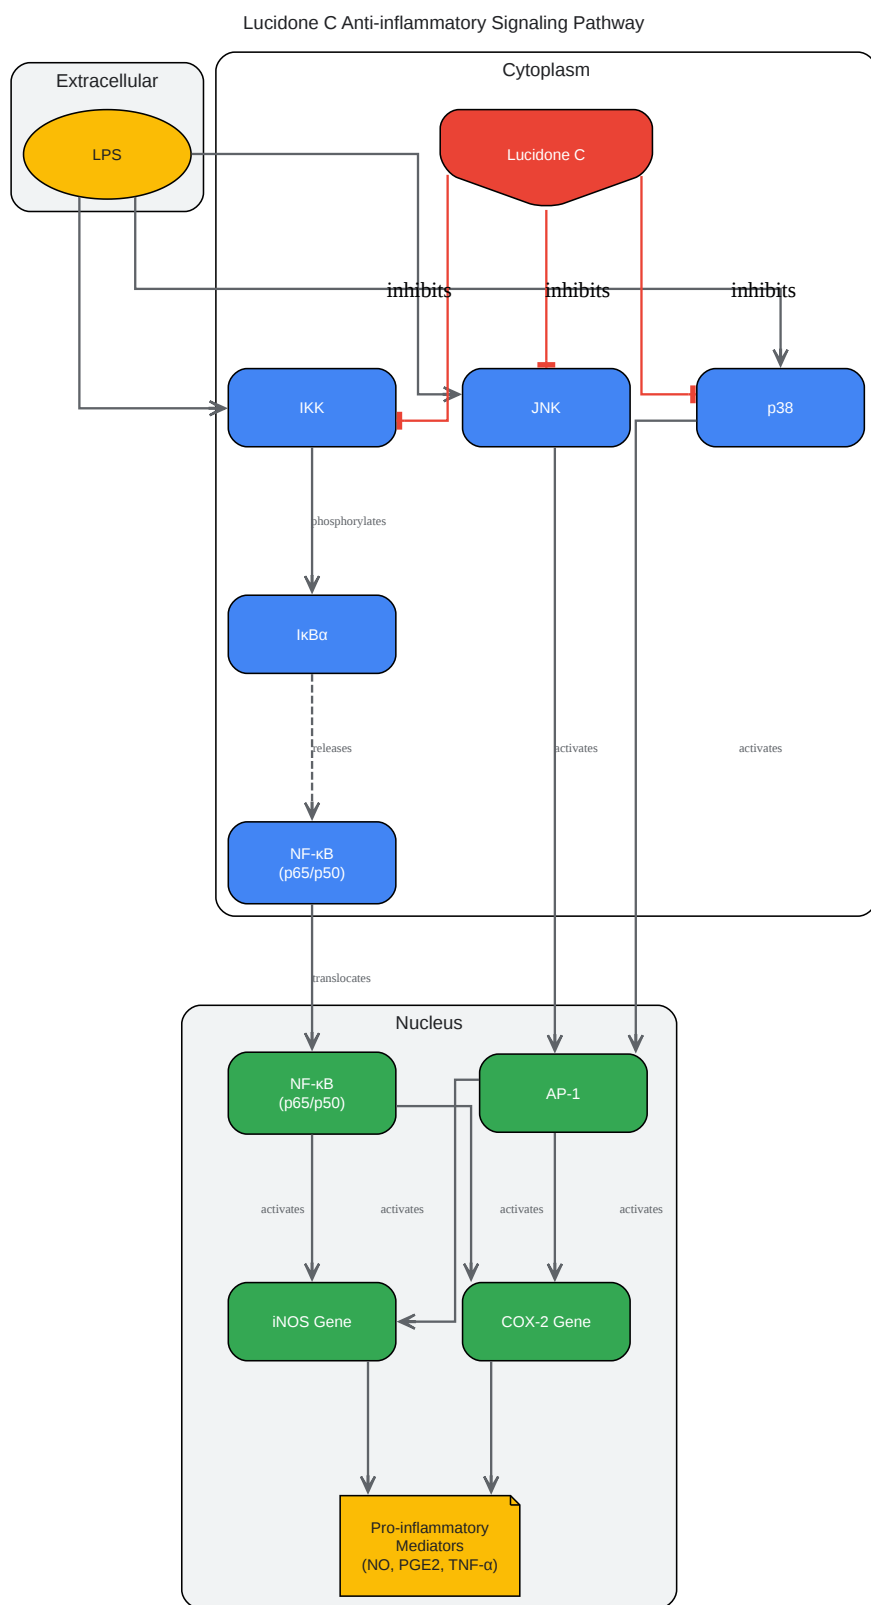 Lucidone C Anti-inflammatory Signaling Pathway
Extracellular
Cytoplasm
LPS
Lucidone C
inhibits
inhibits
inhibits
IKK
JNK
p38
phosphorylates
IκBα
releases
activates
activates
NF-κB
(p65/p50)
translocates
Nucleus
NF-κB
(p65/p50)
AP-1
activates
activates
activates
activates
iNOS Gene
COX-2 Gene
Pro-inflammatory
Mediators
(NO, PGE2, TNF-α)